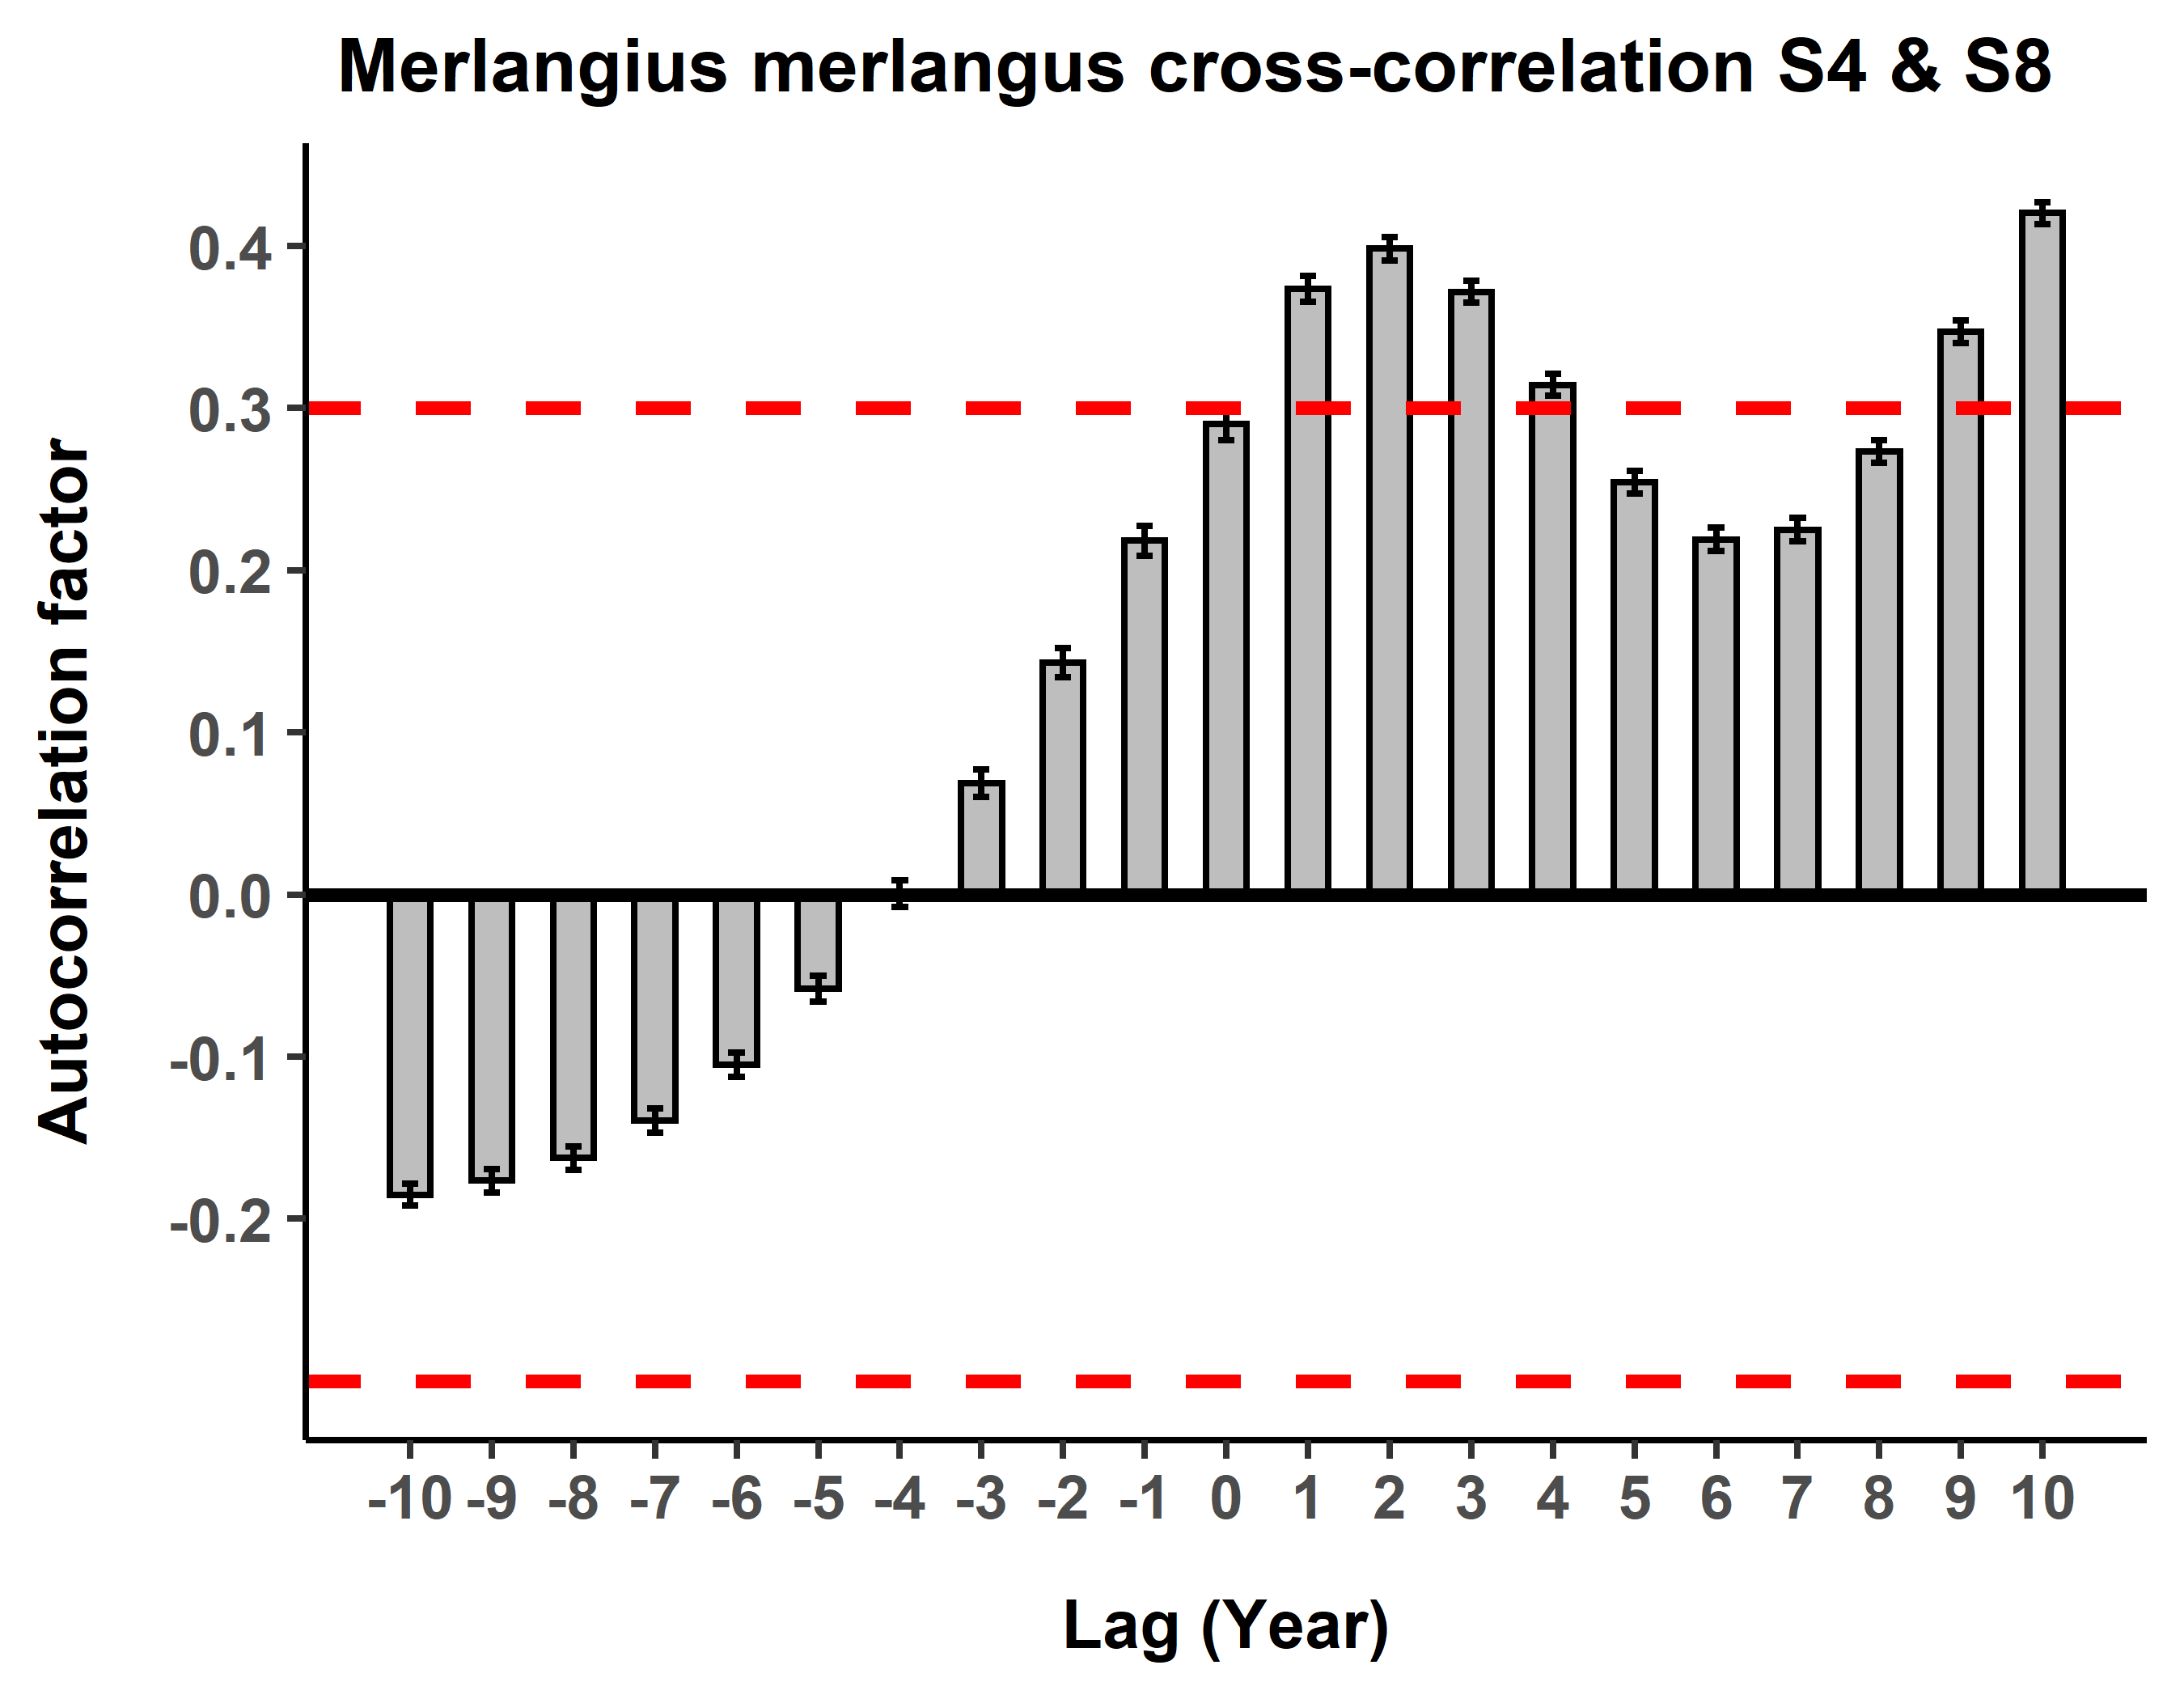 Merlangius merlangus cross-correlation S4 & S8
Autocorrelation factor
0.4
0.3
0.2
0.1
0.0
-0.1
-0.2
-10 -9 -8 -7 -6 -5 -4 -3 -2 -1 0 1 2 3 4 5 6 7 8 9 10
Lag (Year)